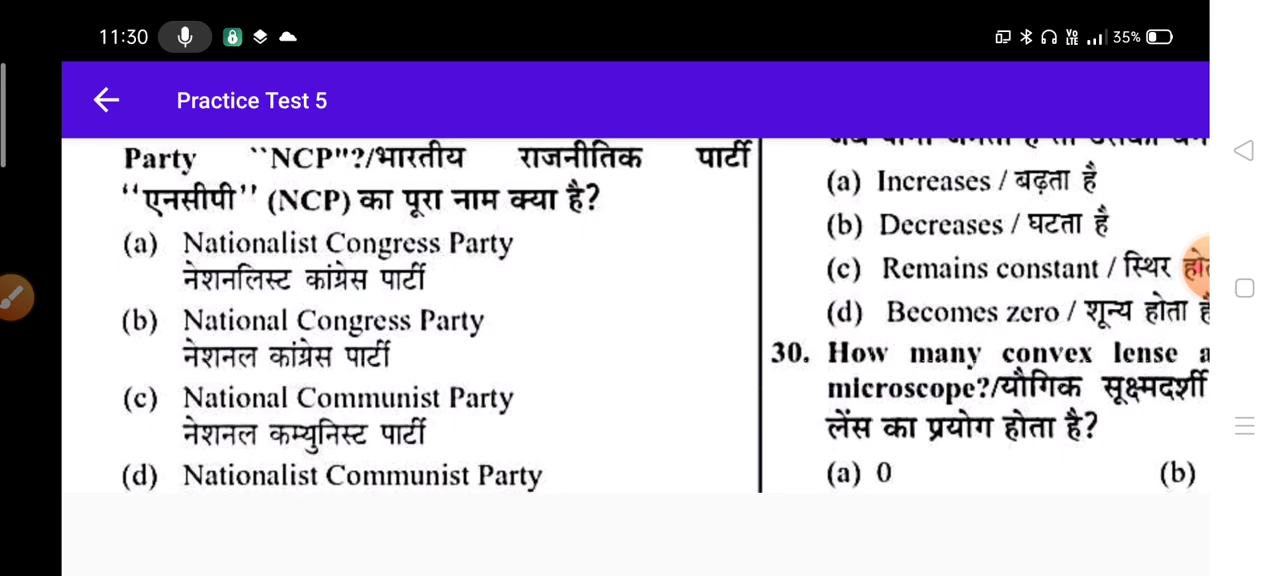 11:30
35%
Practice Test 5
Party ``NCP"?/भारतीय राजनीतिक पार्टी
‘‘एनसीपी’’ (NCP) का पूरा नाम क्या है?
(a) Nationalist Congress Party
नेशनलिस्ट कांग्रेस पार्टी
(b) National Congress Party
नेशनल कांग्रेस पार्टी
(c) National Communist Party
नेशनल कम्युनिस्ट पार्टी
(d) Nationalist Communist Party
(a) Increases / बढ़ता है
(b) Decreases / घटता है
(c) Remains constant / स्थिर
(d) Becomes zero / शून्य होता
30. How many convex lense a
microscope?/यौगिक सूक्ष्मदर्शी
लेंस का प्रयोग होता है?
(a) 0 (b)